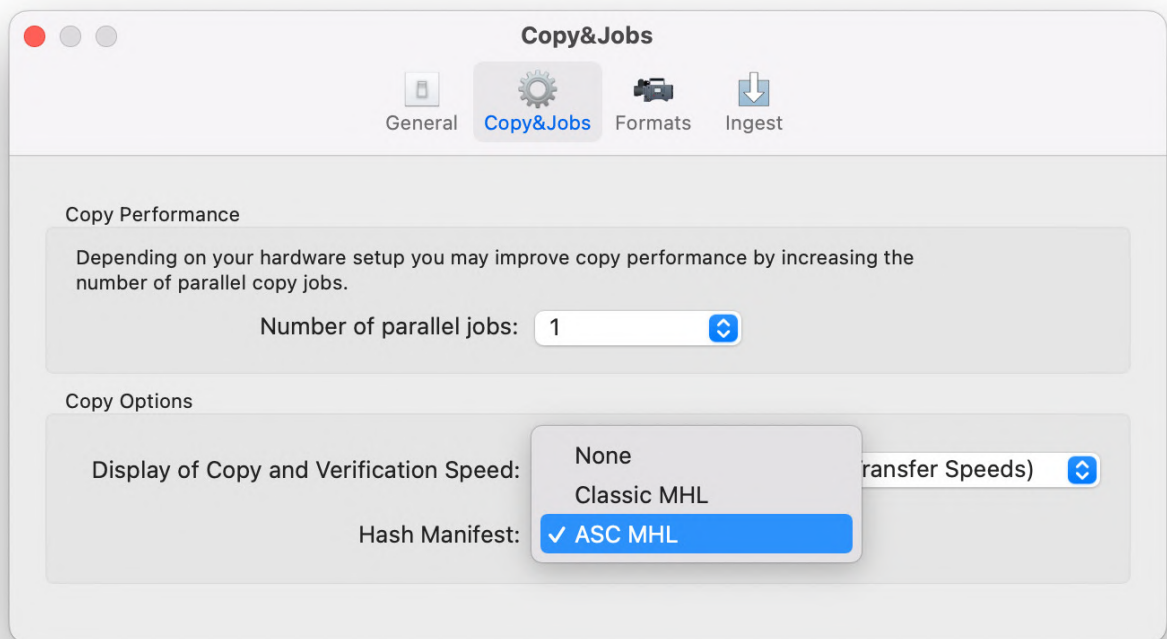 Copy&Jobs
General
Copy&Jobs
Formats
Ingest
Copy Performance
Depending on your hardware setup you may improve copy performance by increasing the
number of parallel copy jobs.
Number of parallel jobs:
1
Copy Options
Display of Copy and Verification Speed:
Transfer Speeds)
Hash Manifest:
None
Classic MHL
✓ ASC MHL